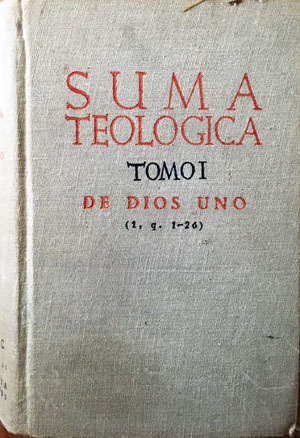 SUMA
TEOLOGICA
TOMO I
DE DIOS UNO
(1, q. 1-26)